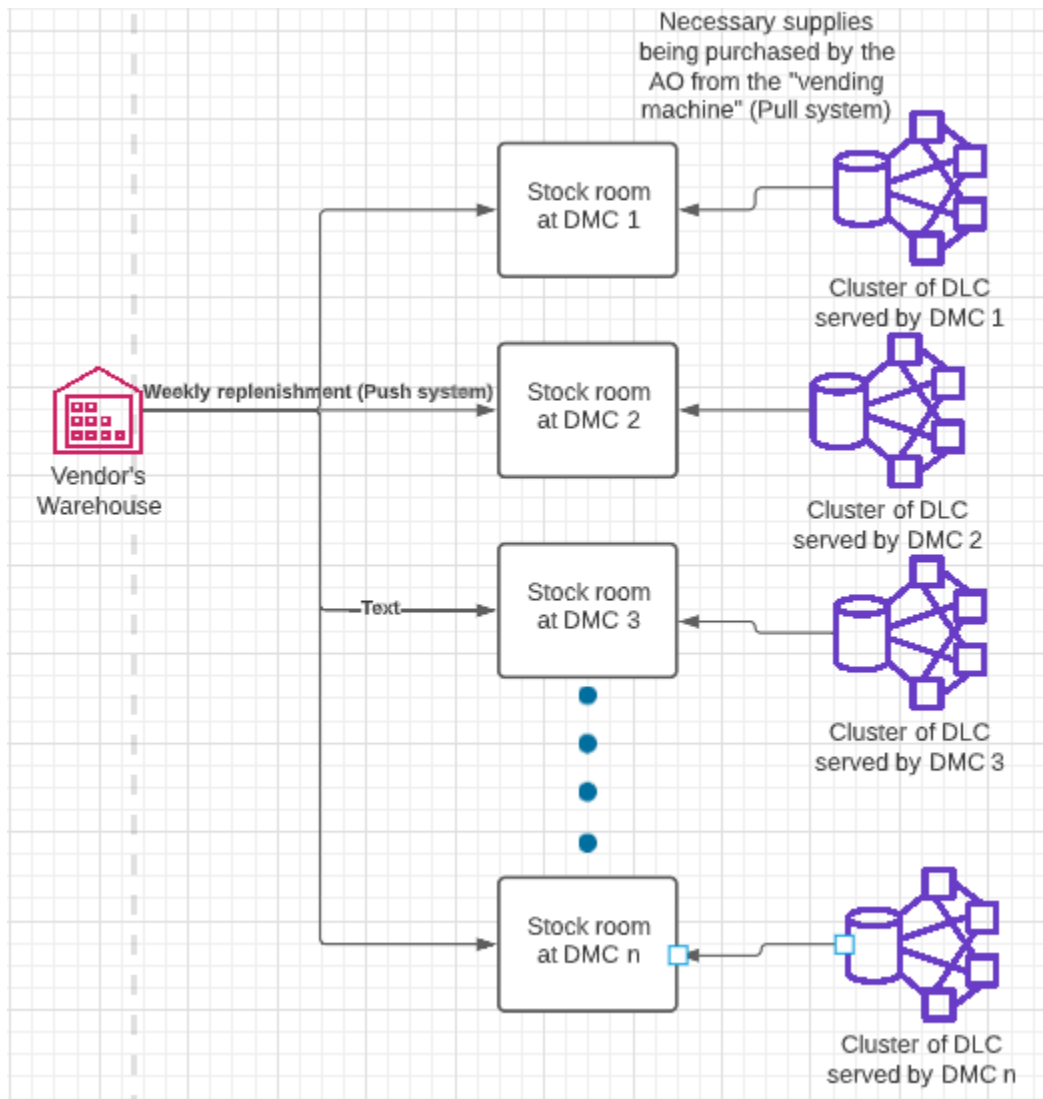 Necessary supplies
being purchased by the
AO from the "vending
machine" (Pull system)
Stock room
at DMC 1
Cluster of DLC
served by DMC 1
Weekly replenishment (Push system)
Stock room
at DMC 2
Vendor's
Warehouse
Cluster of DLC
served by DMC 2
Text
Stock room
at DMC 3
Cluster of DLC
served by DMC 3
Stock room
at DMC n
Cluster of DLC
served by DMC n